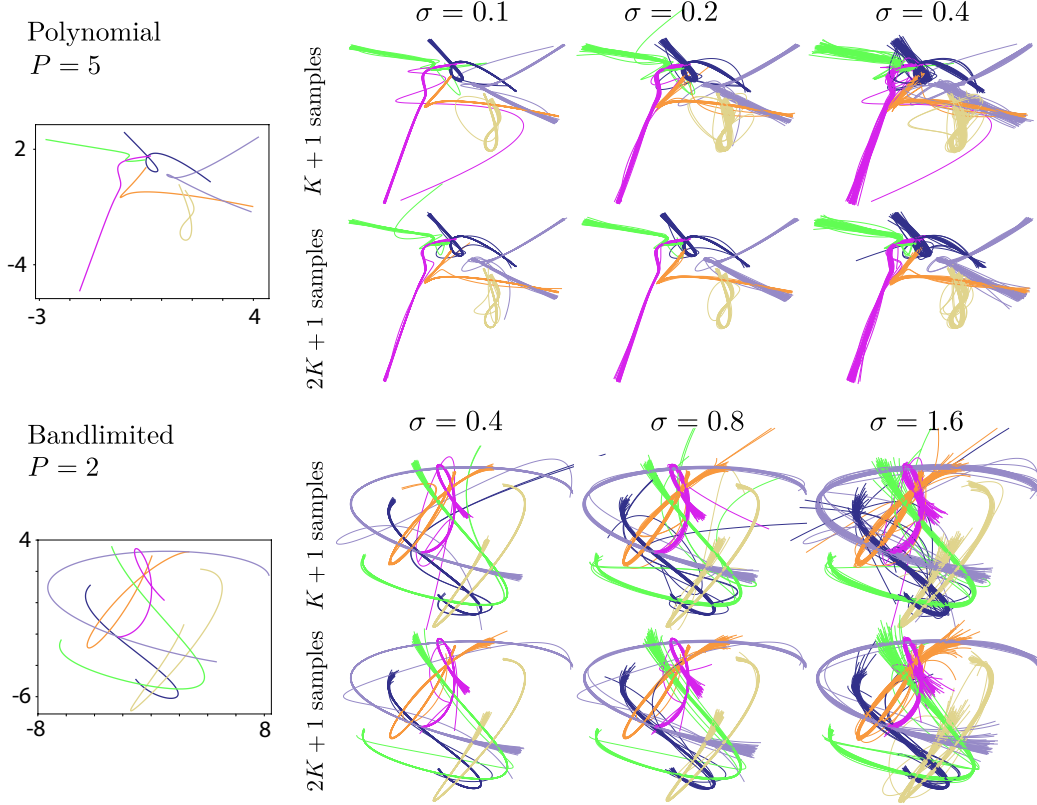 Polynomial
P = 5
2
-4
-3
4
σ = 0.1
σ = 0.2
σ = 0.4
K + 1 samples
2K + 1 samples
Bandlimited
P = 2
4
-6
-8
8
σ = 0.4
σ = 0.8
σ = 1.6
K + 1 samples
2K + 1 samples